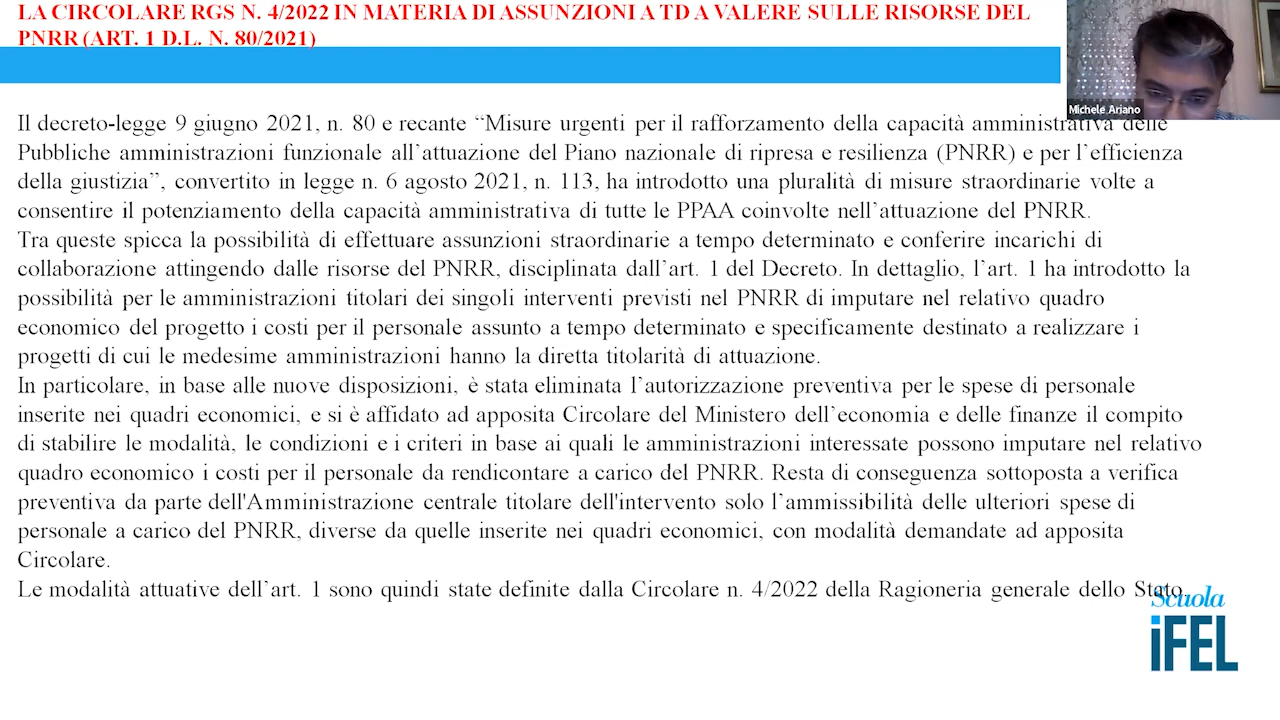 LA CIRCOLARE RGS N. 4/2022 IN MATERIA DI ASSUNZIONI A TD A VALERE SULLE RISORSE DEL
PNRR (ART. 1 D.L. N. 80/2021)
Michele Ariano
Il decreto-legge 9 giugno 2021, n. 80 e recante “Misure urgenti per il rafforzamento della capacità amministrativa delle
Pubbliche amministrazioni funzionale all’attuazione del Piano nazionale di ripresa e resilienza (PNRR) e per l’efficienza
della giustizia”, convertito in legge n. 6 agosto 2021, n. 113, ha introdotto una pluralità di misure straordinarie volte a
consentire il potenziamento della capacità amministrativa di tutte le PPAA coinvolte nell’attuazione del PNRR.
Tra queste spicca la possibilità di effettuare assunzioni straordinarie a tempo determinato e conferire incarichi di
collaborazione attingendo dalle risorse del PNRR, disciplinata dall’art. 1 del Decreto. In dettaglio, l’art. 1 ha introdotto la
possibilità per le amministrazioni titolari dei singoli interventi previsti nel PNRR di imputare nel relativo quadro
economico del progetto i costi per il personale assunto a tempo determinato e specificamente destinato a realizzare i
progetti di cui le medesime amministrazioni hanno la diretta titolarità di attuazione.
In particolare, in base alle nuove disposizioni, è stata eliminata l’autorizzazione preventiva per le spese di personale
inserite nei quadri economici, e si è affidato ad apposita Circolare del Ministero dell’economia e delle finanze il compito
di stabilire le modalità, le condizioni e i criteri in base ai quali le amministrazioni interessate possono imputare nel relativo
quadro economico i costi per il personale da rendicontare a carico del PNRR. Resta di conseguenza sottoposta a verifica
preventiva da parte dell'Amministrazione centrale titolare dell'intervento solo l’ammissibilità delle ulteriori spese di
personale a carico del PNRR, diverse da quelle inserite nei quadri economici, con modalità demandate ad apposita
Circolare.
Le modalità attuative dell’art. 1 sono quindi state definite dalla Circolare n. 4/2022 della Ragioneria generale dello Stato.
Scuola
iFEL